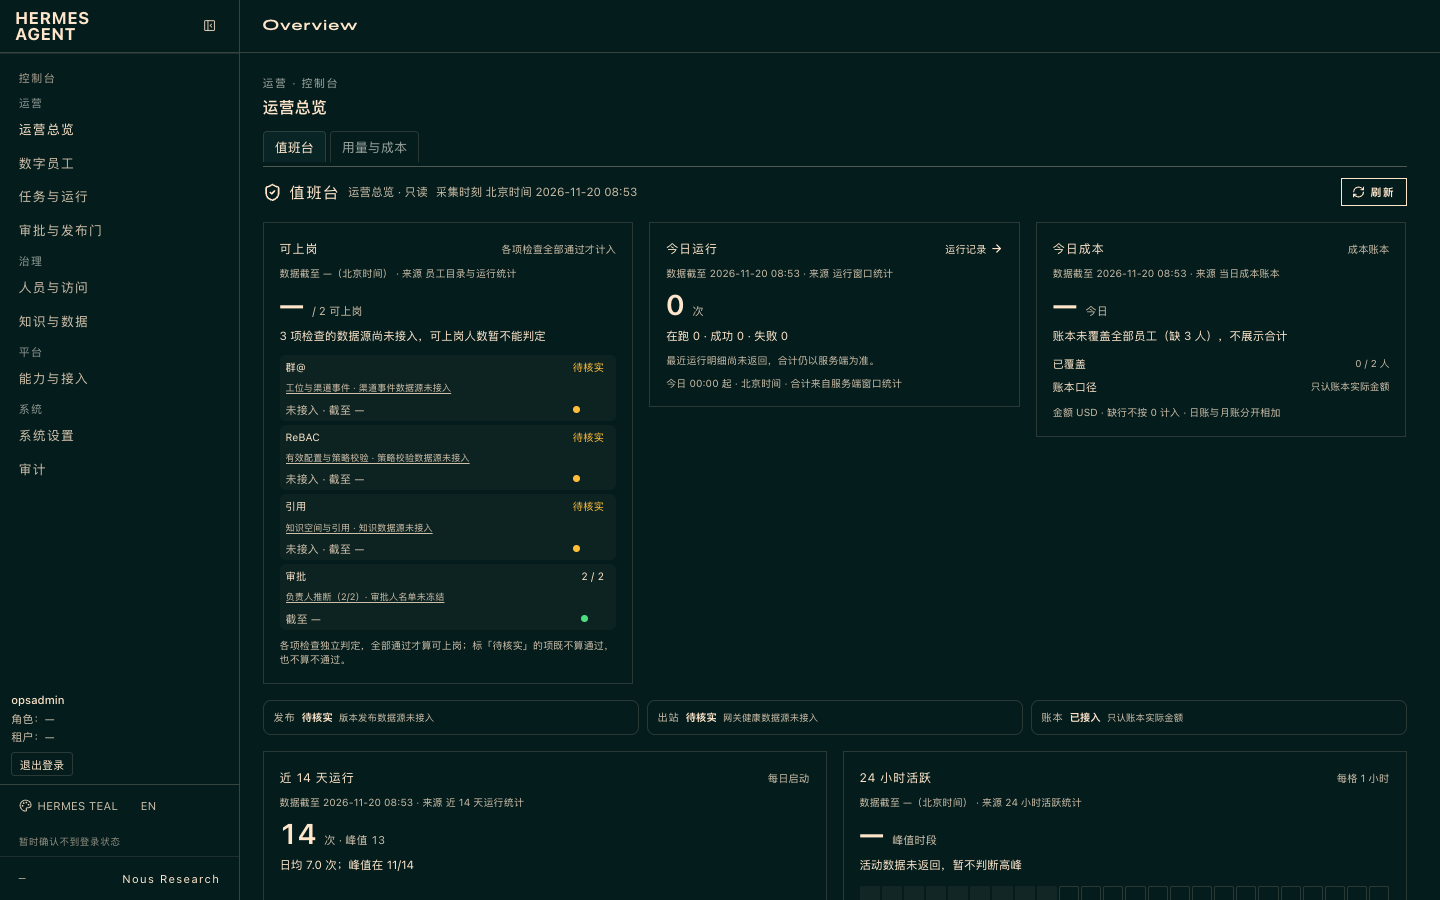 HERMES
AGENT
控制台
运营
运营总览
数字员工
任务与运行
审批与发布门
治理
人员与访问
知识与数据
平台
能力与接入
系统
系统设置
审计
opsadmin
角色：—
租户：—
退出登录
HERMES TEAL EN
暂时确认不到登录状态
— Nous Research
Overview
运营 · 控制台
运营总览
值班台 用量与成本
值班台 运营总览 · 只读 采集时刻 北京时间 2026-11-20 08:53 刷新
可上岗 各项检查全部通过才计入
数据截至 —（北京时间） · 来源 员工目录与运行统计
— / 2 可上岗
3 项检查的数据源尚未接入，可上岗人数暂不能判定
群@ 待核实
工位与渠道事件 · 渠道事件数据源未接入
未接入 · 截至 —
ReBAC 待核实
有效配置与策略校验 · 策略校验数据源未接入
未接入 · 截至 —
引用 待核实
知识空间与引用 · 知识数据源未接入
未接入 · 截至 —
审批 2 / 2
负责人推断（2/2） · 审批人名单未冻结
截至 —
各项检查独立判定，全部通过才算可上岗；标「待核实」的项既不算通过，
也不算不通过。
今日运行 运行记录 →
数据截至 2026-11-20 08:53 · 来源 运行窗口统计
0 次
在跑 0 · 成功 0 · 失败 0
最近运行明细尚未返回，合计仍以服务端为准。
今日 00:00 起 · 北京时间 · 合计来自服务端窗口统计
今日成本 成本账本
数据截至 2026-11-20 08:53 · 来源 当日成本账本
— 今日
账本未覆盖全部员工（缺 3 人），不展示合计
已覆盖 0 / 2 人
账本口径 只认账本实际金额
金额 USD · 缺行不按 0 计入 · 日账与月账分开相加
发布 待核实 版本发布数据源未接入
出站 待核实 网关健康数据源未接入
账本 已接入 只认账本实际金额
近 14 天运行 每日启动
数据截至 2026-11-20 08:53 · 来源 近 14 天运行统计
14 次 · 峰值 13
日均 7.0 次；峰值在 11/14
24 小时活跃 每格 1 小时
数据截至 —（北京时间） · 来源 24 小时活跃统计
— 峰值时段
活动数据未返回，暂不判断高峰